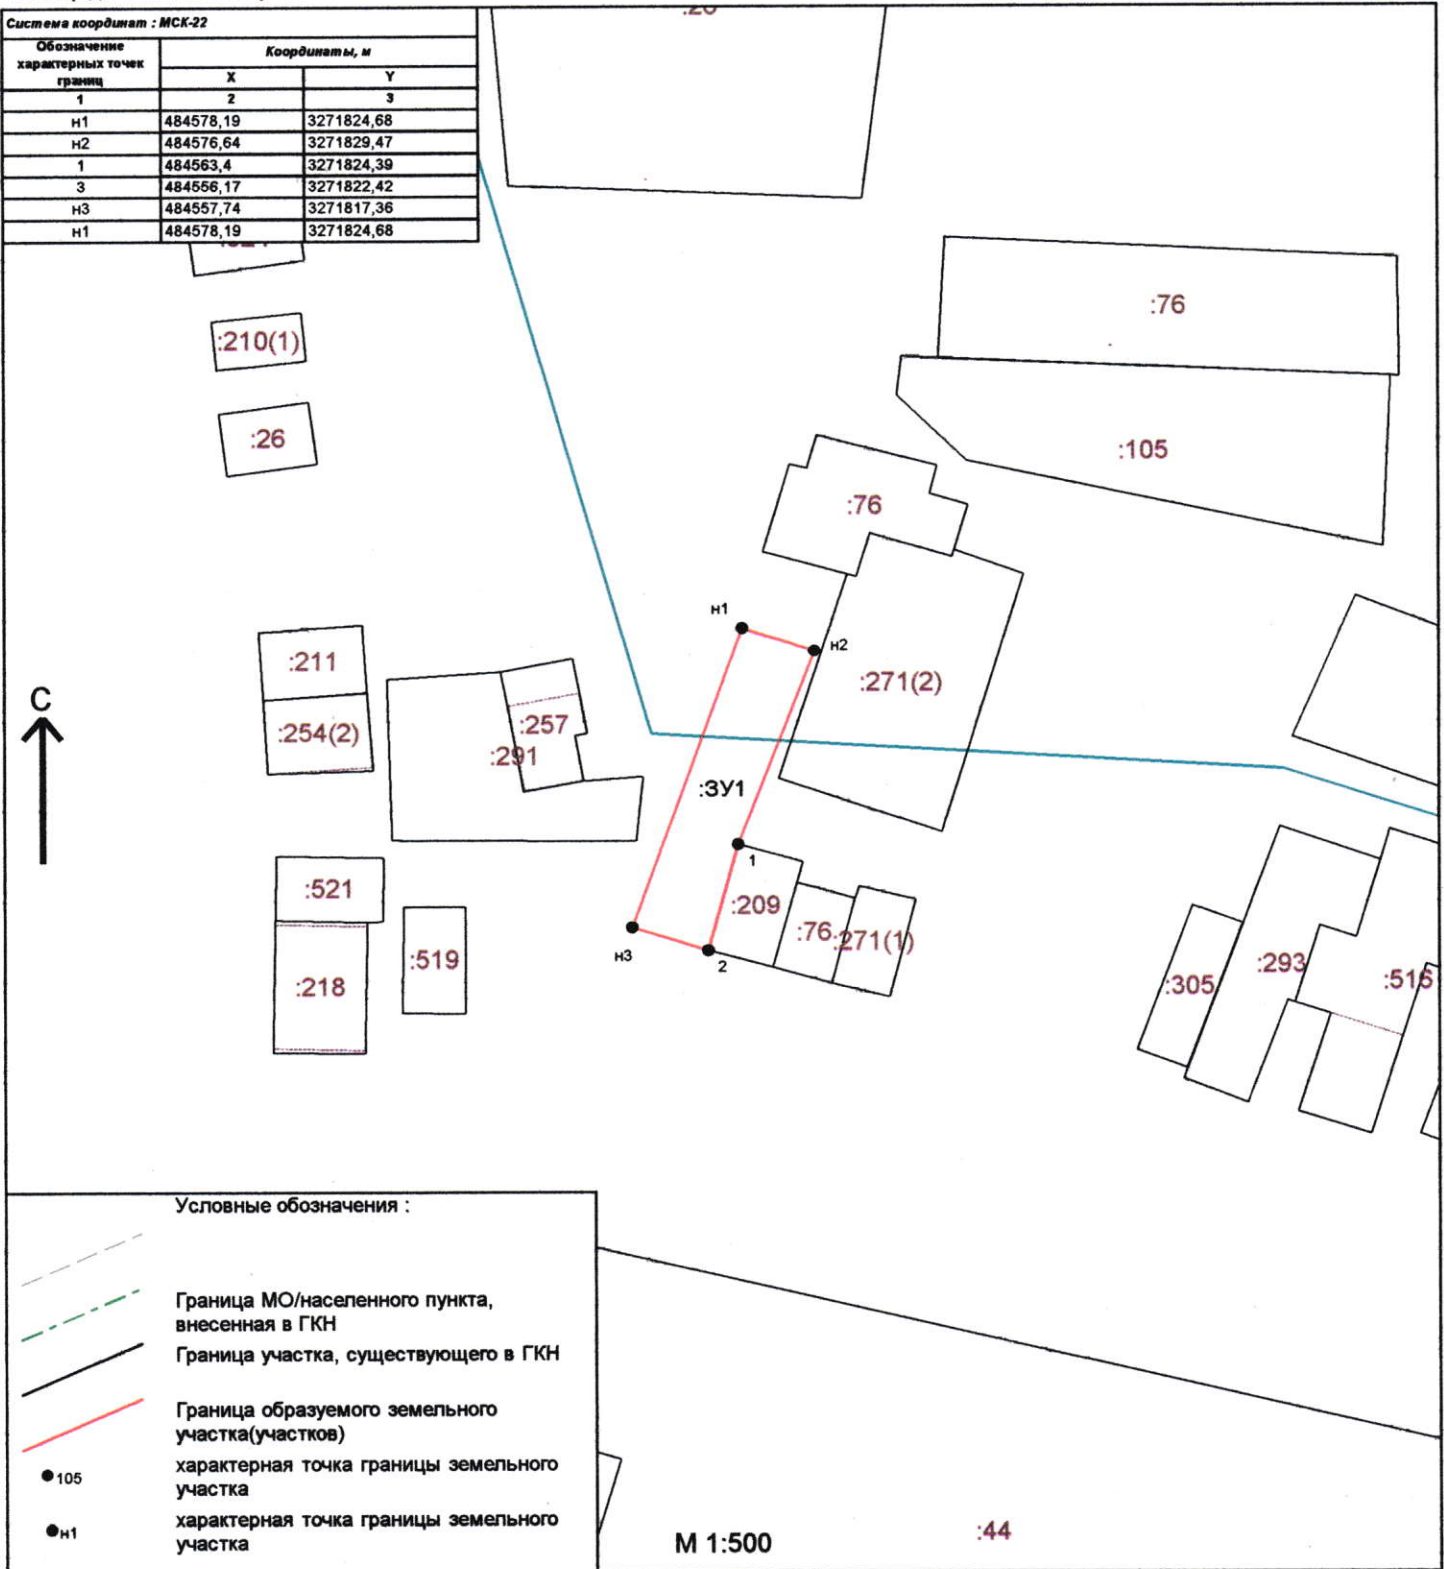 Система координат : МСК-22
Обозначение характерных точек границ
Координаты, м
X Y
1 2 3
н1 484578,19 3271824,68
н2 484576,64 3271829,47
1 484563,4 3271824,39
3 484556,17 3271822,42
н3 484557,74 3271817,36
н1 484578,19 3271824,68
:210(1)
:76
:26
:105
:76
н1
н2
:211
:271(2)
С
:254(2)
:257
:291
:ЗУ1
1
:521
:209
:76
:271(1)
н3
2
:519
:218
:293
:305
:516
Условные обозначения :
Граница МО/населенного пункта,
внесенная в ГКН
Граница участка, существующего в ГКН
Граница образуемого земельного
участка(участков)
105
характерная точка границы земельного
участка
н1
характерная точка границы земельного
участка
М 1:500
:44